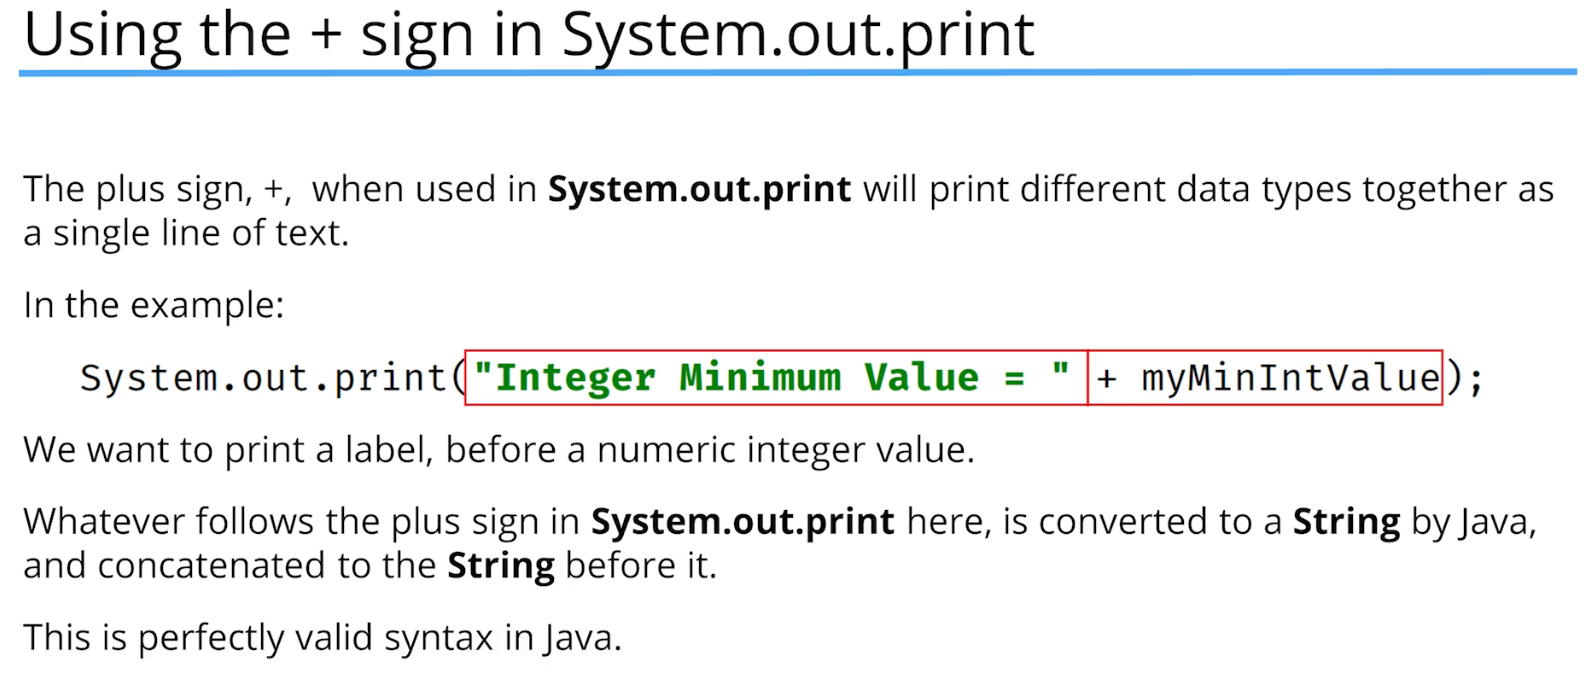 Using the + sign in System.out.print
The plus sign, +, when used in System.out.print will print different data types together as
a single line of text.
In the example:
System.out.print("Integer Minimum Value = " + myMinIntValue);
We want to print a label, before a numeric integer value.
Whatever follows the plus sign in System.out.print here, is converted to a String by Java,
and concatenated to the String before it.
This is perfectly valid syntax in Java.